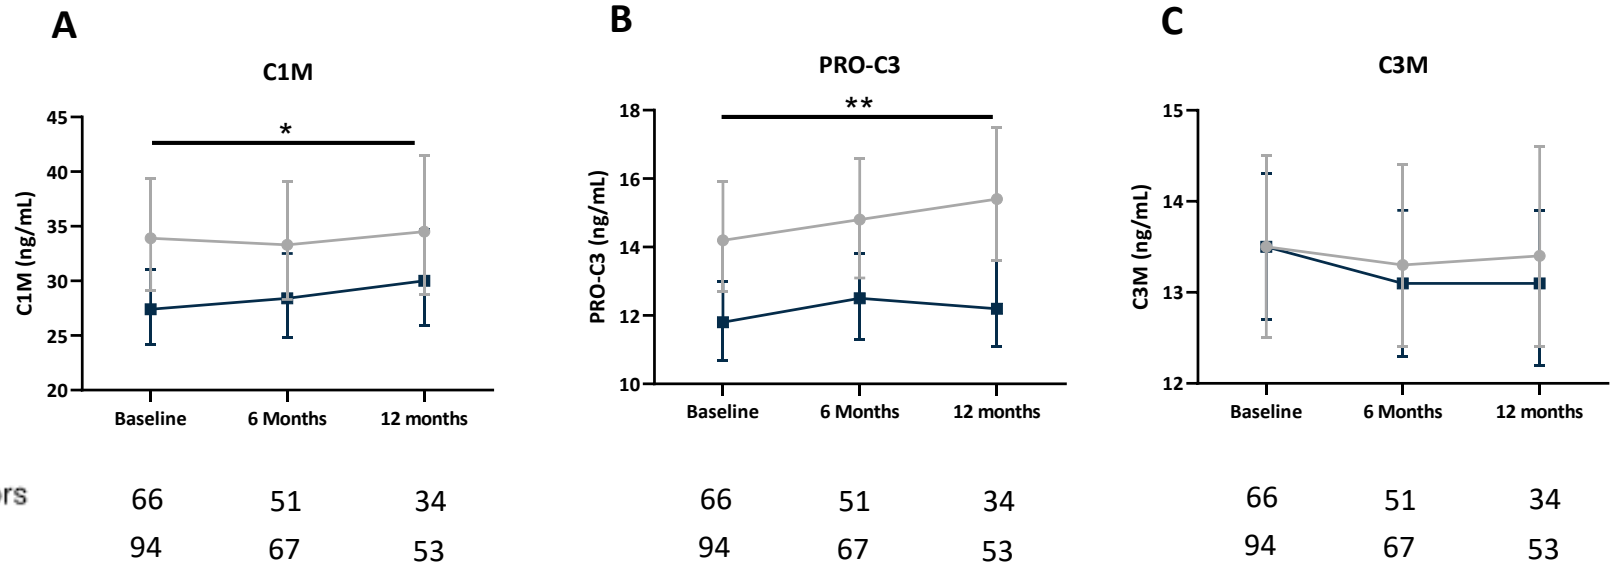 A B C
C1M PRO-C3 C3M
* **
C1M (ng/mL)
45
40
35
30
25
20
Baseline 6 Months 12 months
PRO-C3 (ng/mL)
18
16
14
12
10
Baseline 6 Months 12 months
C3M (ng/mL)
15
14
13
12
Baseline 6 Months 12 months
66 51 34 66 51 34 66 51 34
94 67 53 94 67 53 94 67 53